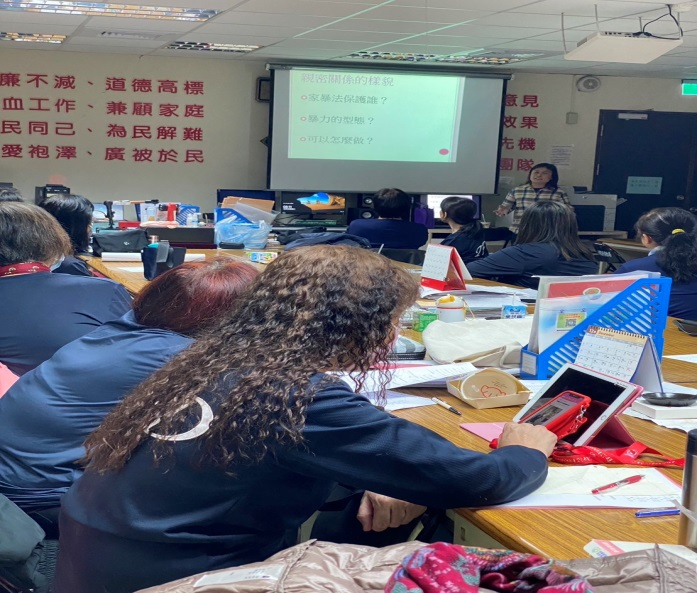 廉不減、道德高標
血工作、兼顧家庭
民同己、為民解難
愛袍澤、廣被於民
親密關係的樣貌
家暴法保護誰？
暴力的型態？
可以怎麼做？
意見
效果
先機
團隊